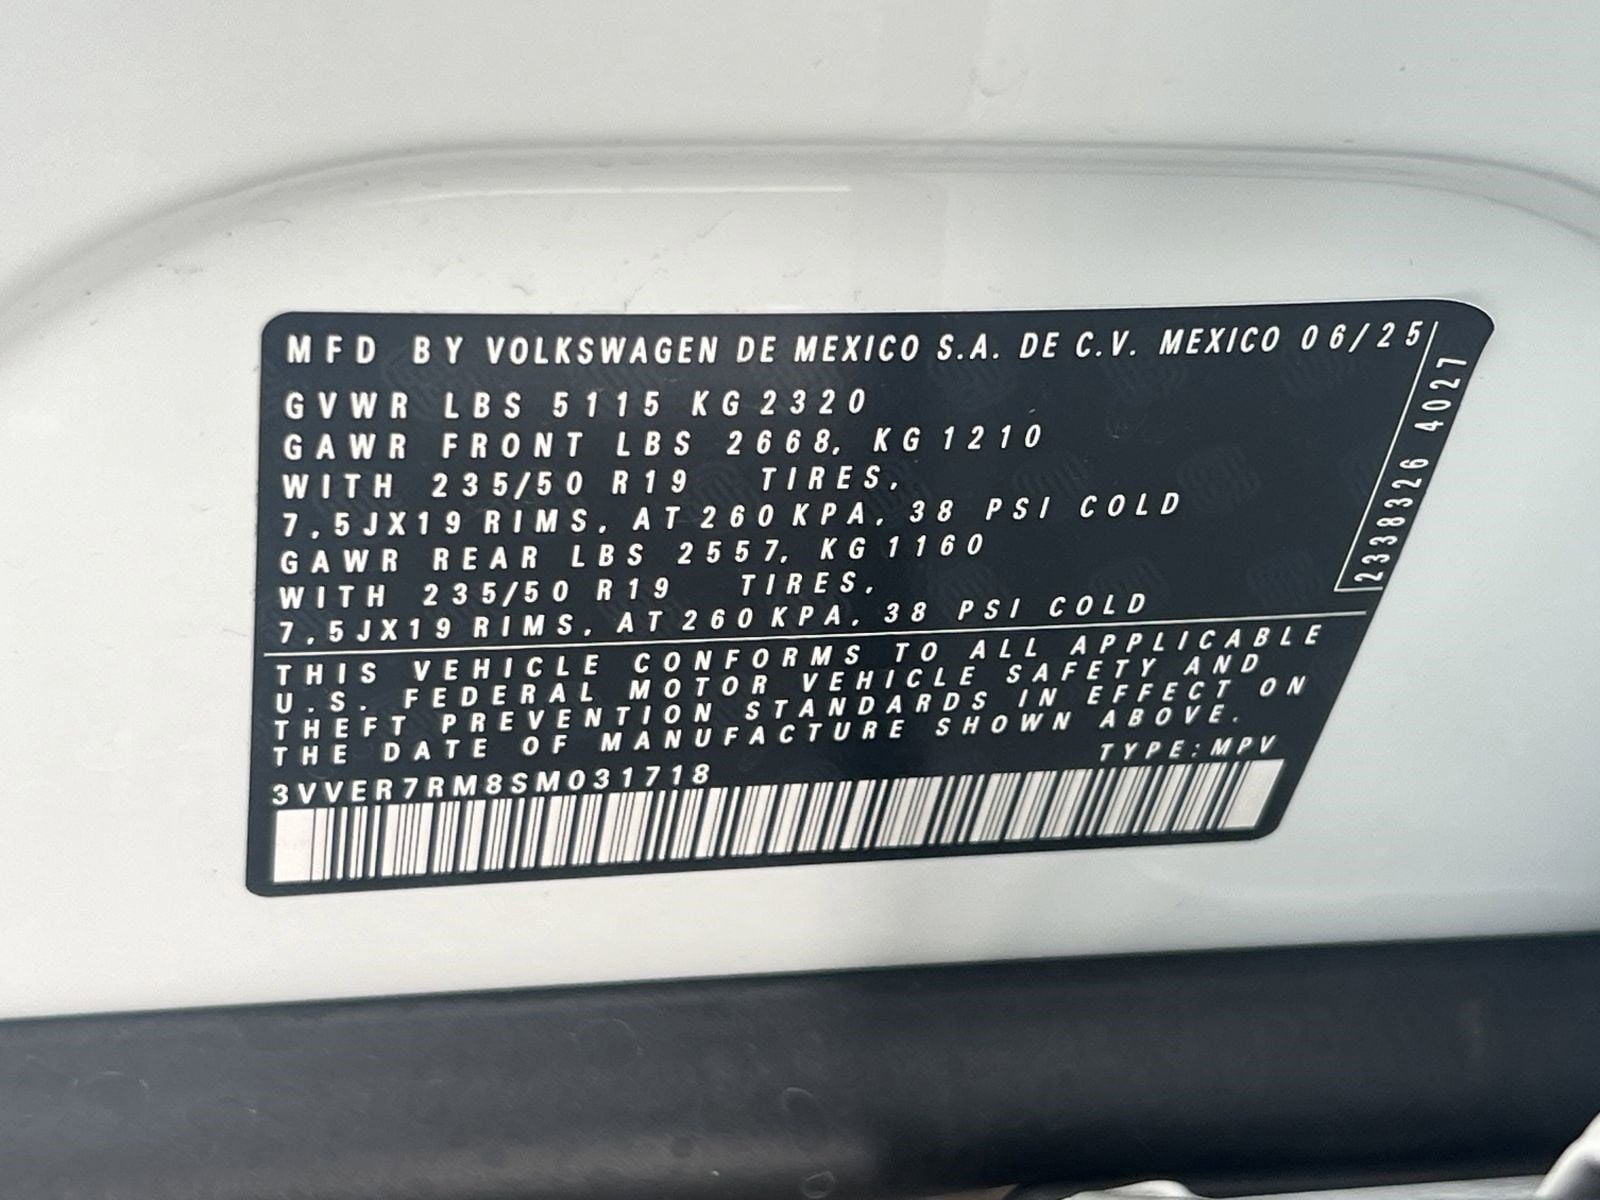 MFD BY VOLKSWAGEN DE MEXICO S.A. DE C.V. MEXICO 06/25
GVWR LBS 5115 KG 2320
GAWR FRONT LBS 2668, KG 1210
WITH 235/50 R19 TIRES,
7,5JX19 RIMS, AT 260 KPA, 38 PSI COLD
GAWR REAR LBS 2557, KG 1160
WITH 235/50 R19 TIRES,
7,5JX19 RIMS, AT 260 KPA, 38 PSI COLD
2338326 4027
THIS VEHICLE CONFORMS TO ALL APPLICABLE
U.S. FEDERAL MOTOR VEHICLE SAFETY AND
THEFT PREVENTION STANDARDS IN EFFECT ON
THE DATE OF MANUFACTURE SHOWN ABOVE.
3VVER7RM8SM031718 TYPE:MPV